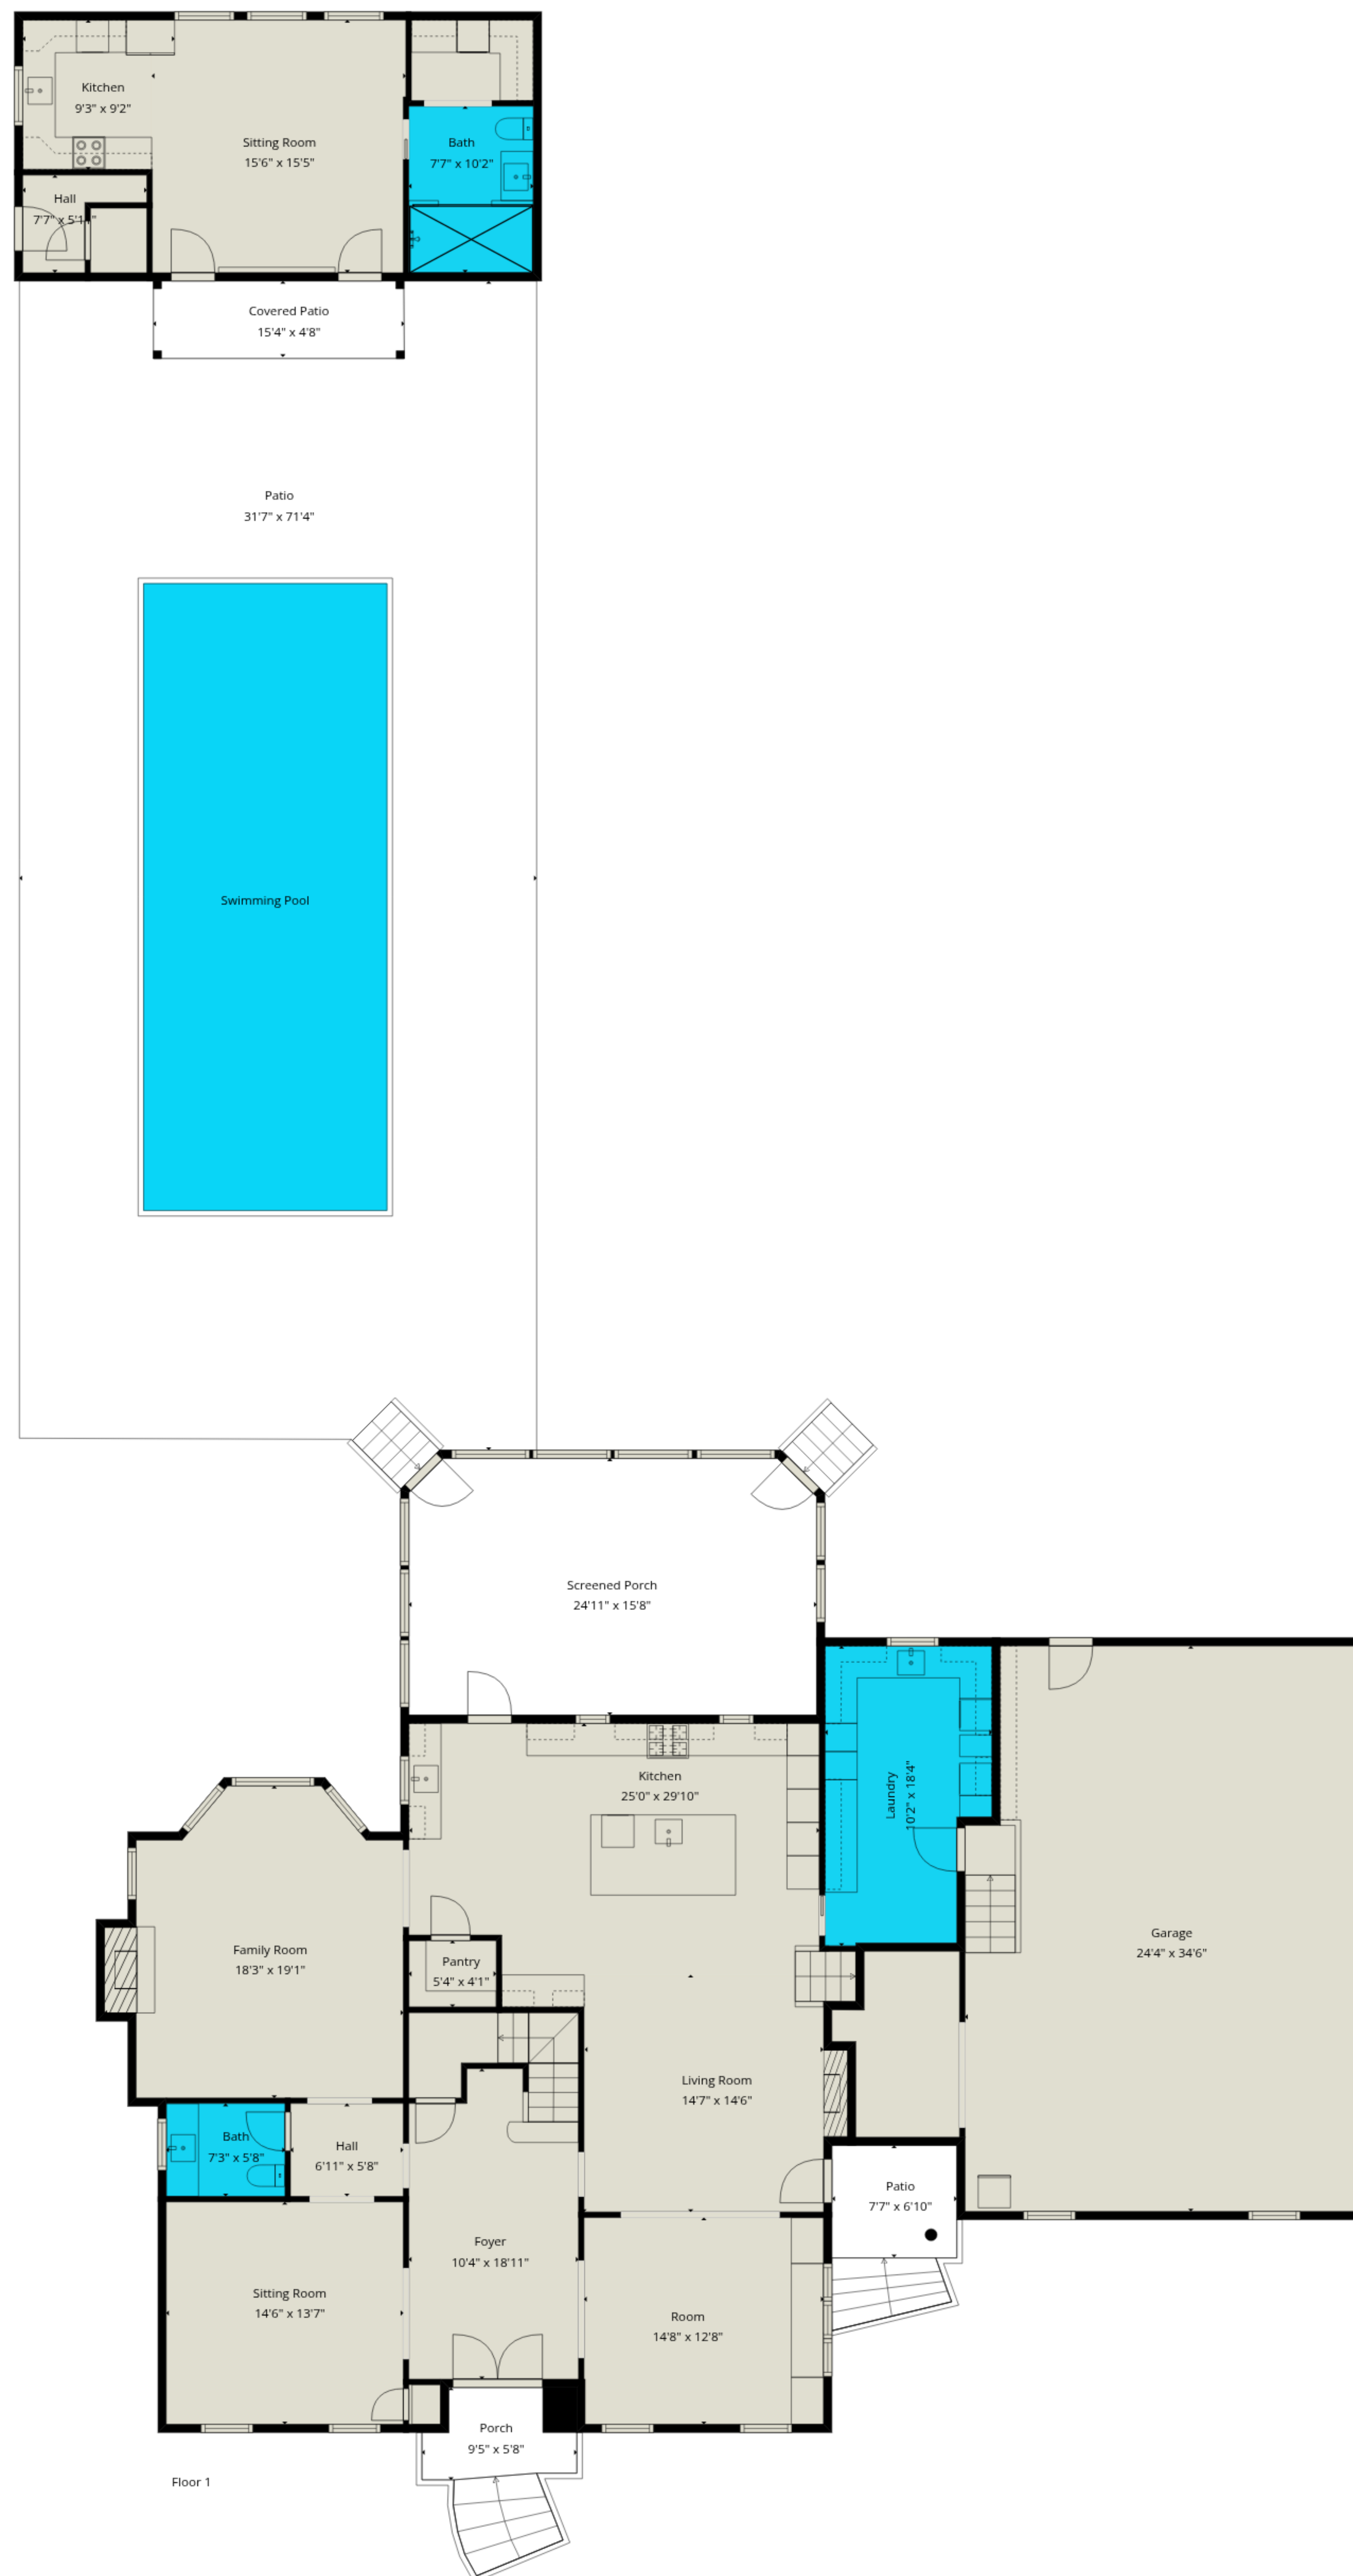 Kitchen
9'3" x 9'2"
Sitting Room
15'6" x 15'5"
Bath
7'7" x 10'2"
Hall
7'7" x 5'11"
Covered Patio
15'4" x 4'8"
Patio
31'7" x 71'4"
Swimming Pool
Screened Porch
24'11" x 15'8"
Kitchen
25'0" x 29'10"
Laundry
10'2" x 18'4"
Garage
24'4" x 34'6"
Family Room
18'3" x 19'1"
Pantry
5'4" x 4'1"
Living Room
14'7" x 14'6"
Bath
7'3" x 5'8"
Hall
6'11" x 5'8"
Patio
7'7" x 6'10"
Foyer
10'4" x 18'11"
Sitting Room
14'6" x 13'7"
Room
14'8" x 12'8"
Porch
9'5" x 5'8"
Floor 1